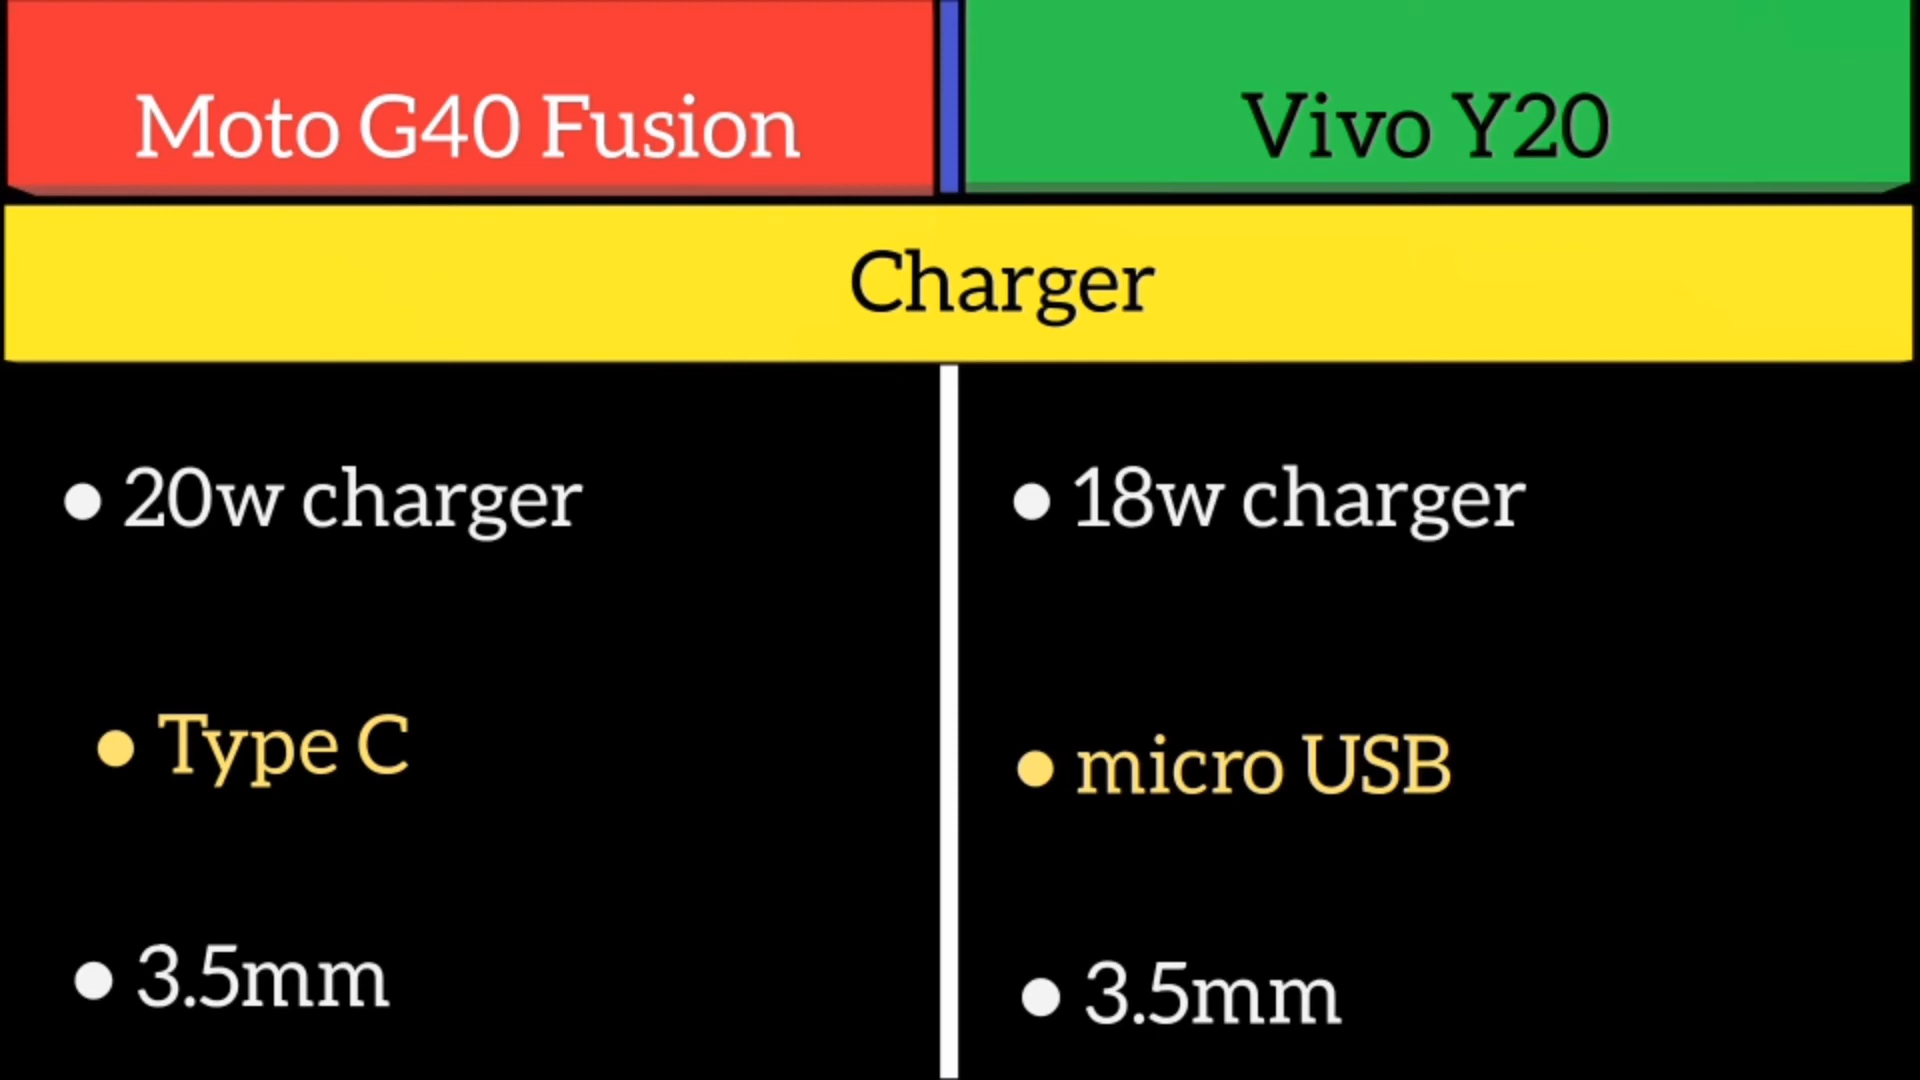 Moto G40 Fusion
Vivo Y20
Charger
• 20w charger
• Type C
• 3.5mm
• 18w charger
• micro USB
• 3.5mm